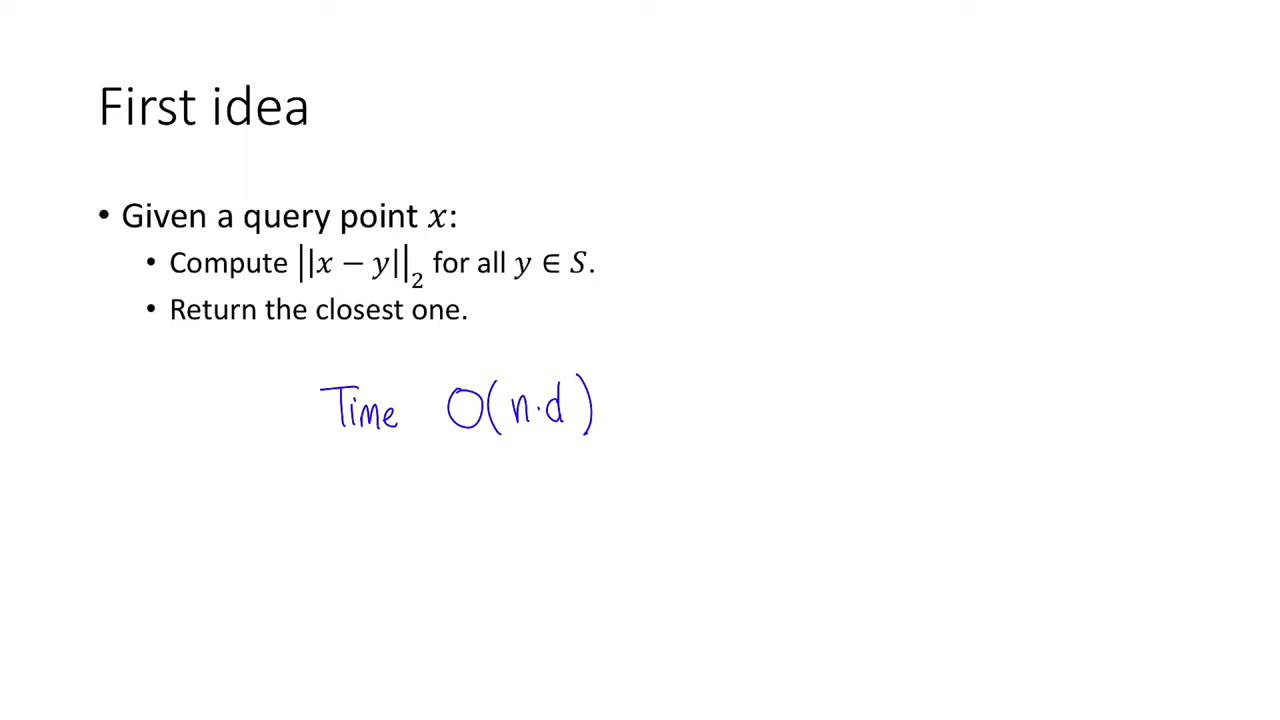 First idea
• Given a query point x:
• Compute ||x − y||₂ for all y ∈ S.
• Return the closest one.
Time O(n·d)